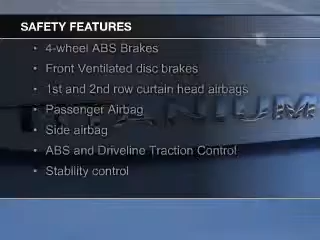 SAFETY FEATURES
• 4-wheel ABS Brakes
• Front Ventilated disc brakes
• 1st and 2nd row curtain head airbags
• Passenger Airbag
• Side airbag
• ABS and Driveline Traction Control
• Stability control